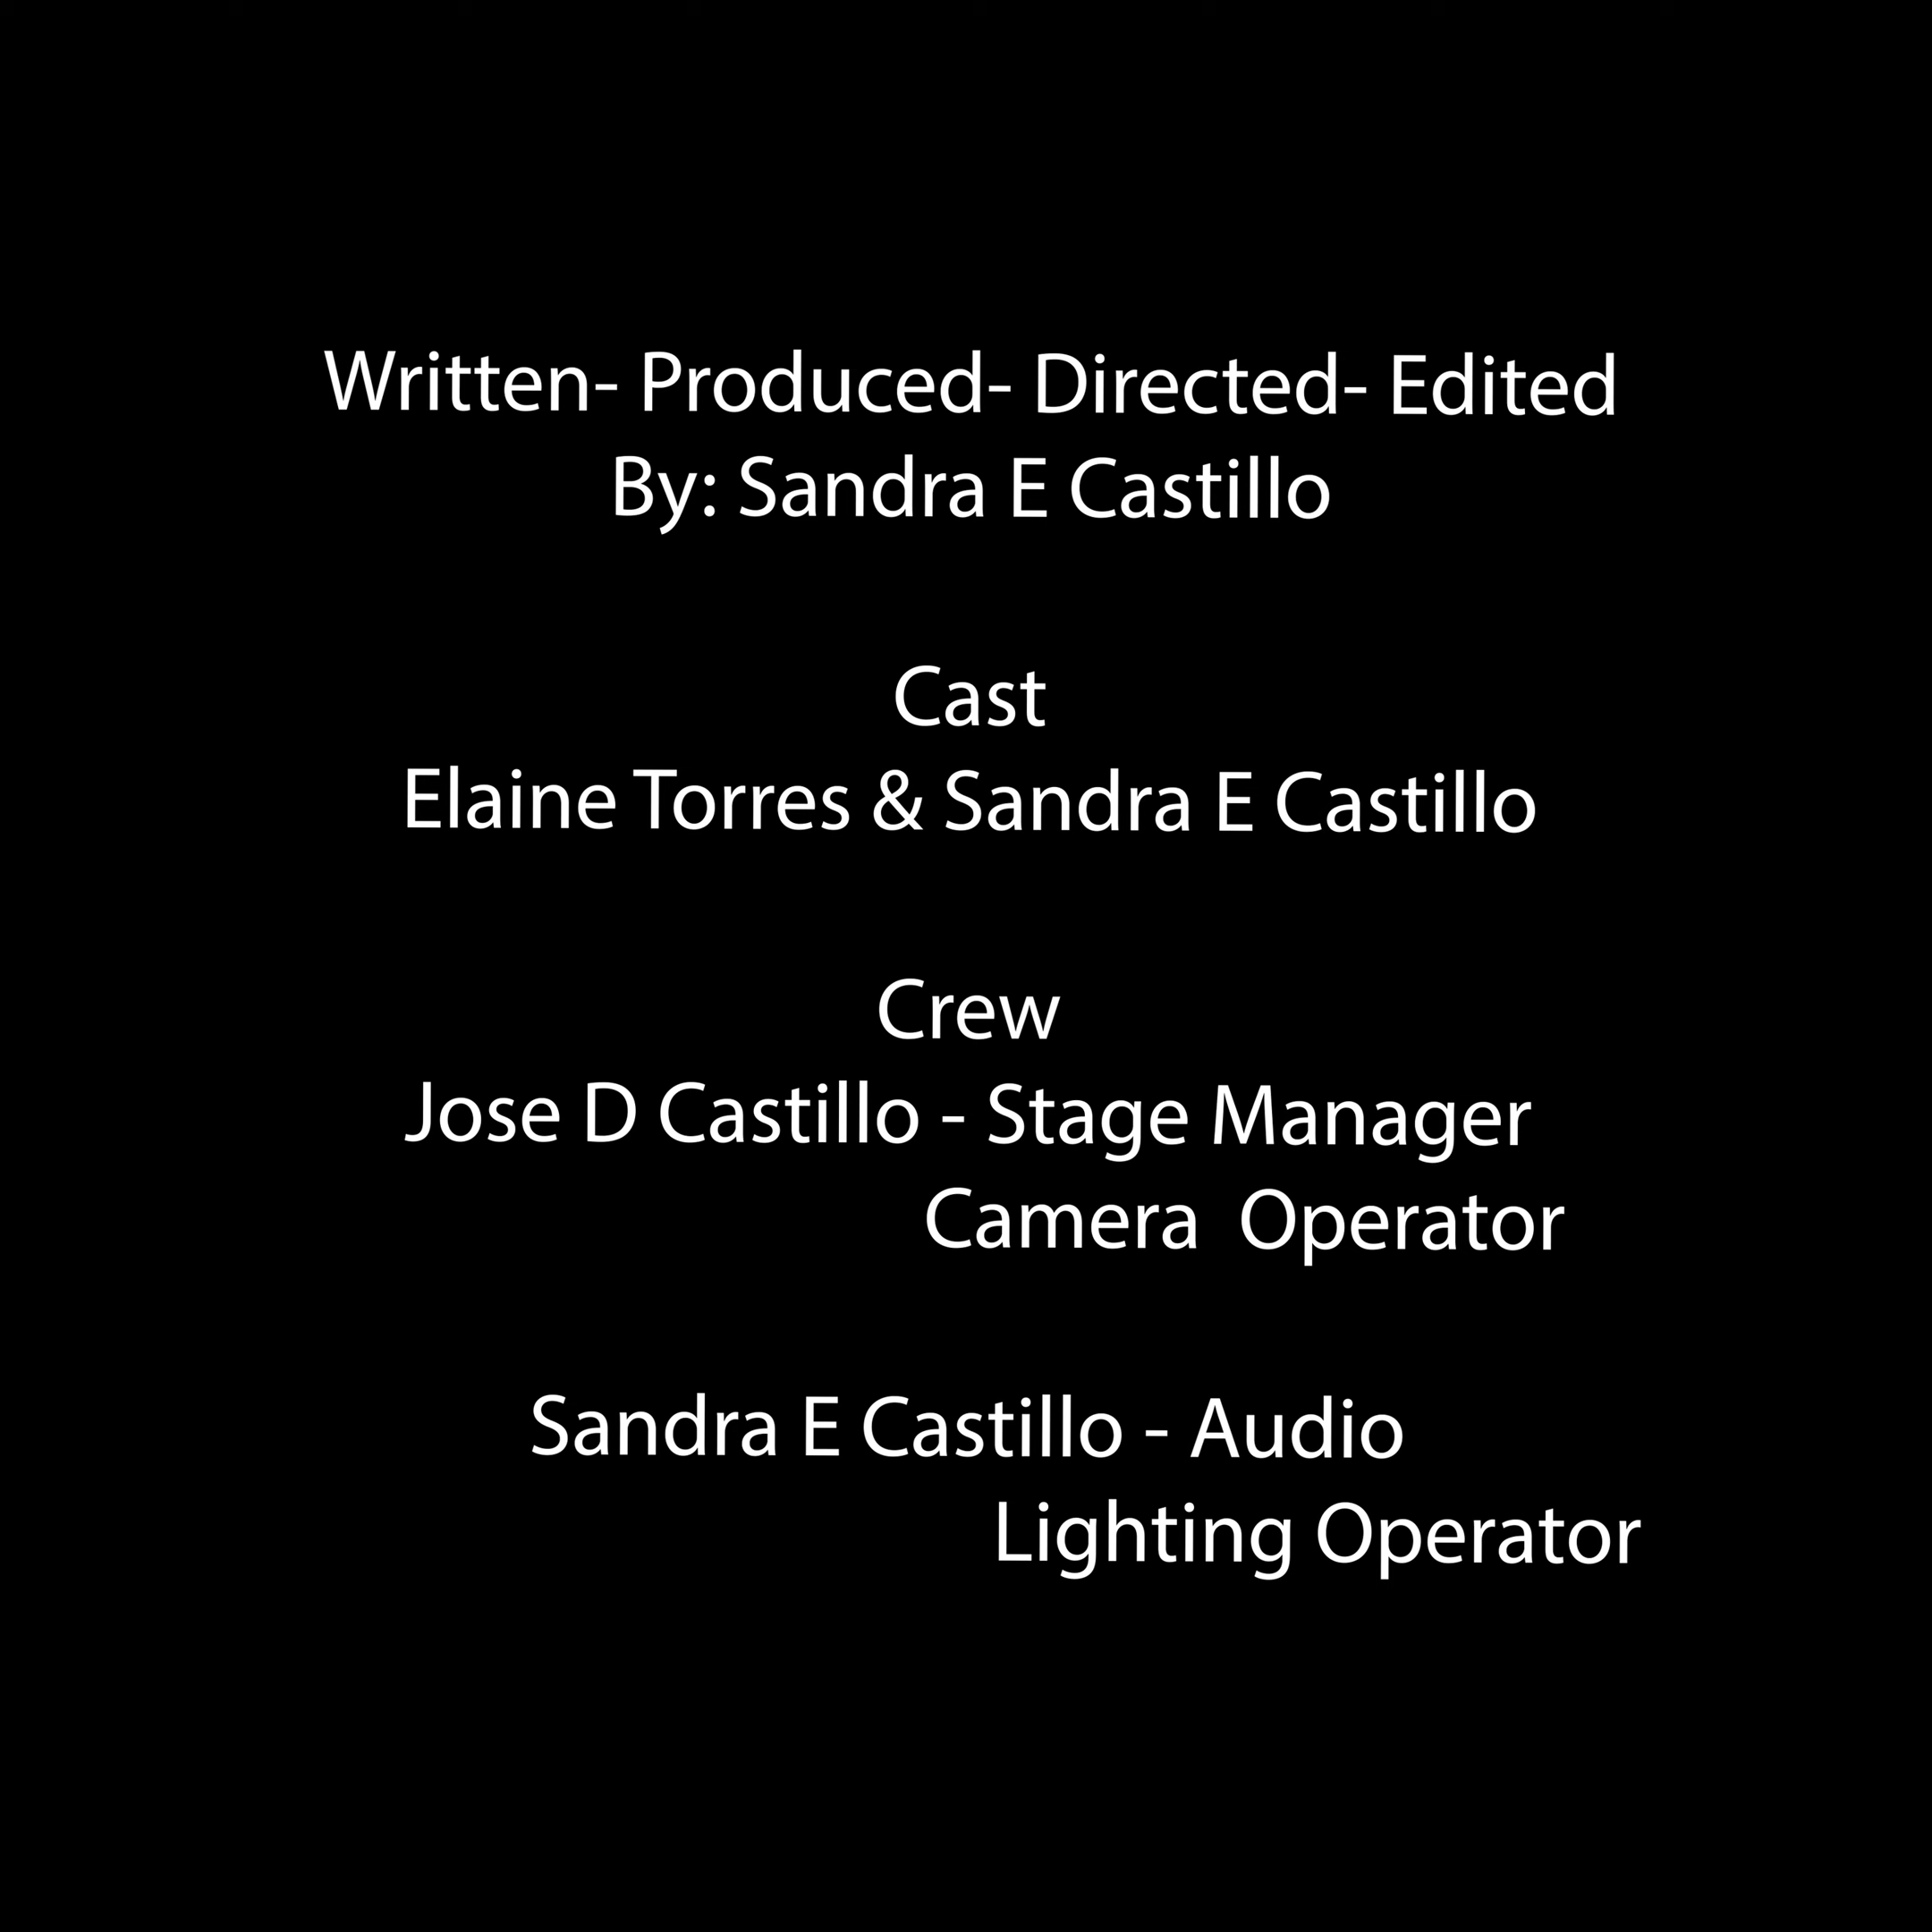 Written- Produced- Directed- Edited
By: Sandra E Castillo
Cast
Elaine Torres & Sandra E Castillo
Crew
Jose D Castillo - Stage Manager
Camera Operator
Sandra E Castillo - Audio
Lighting Operator